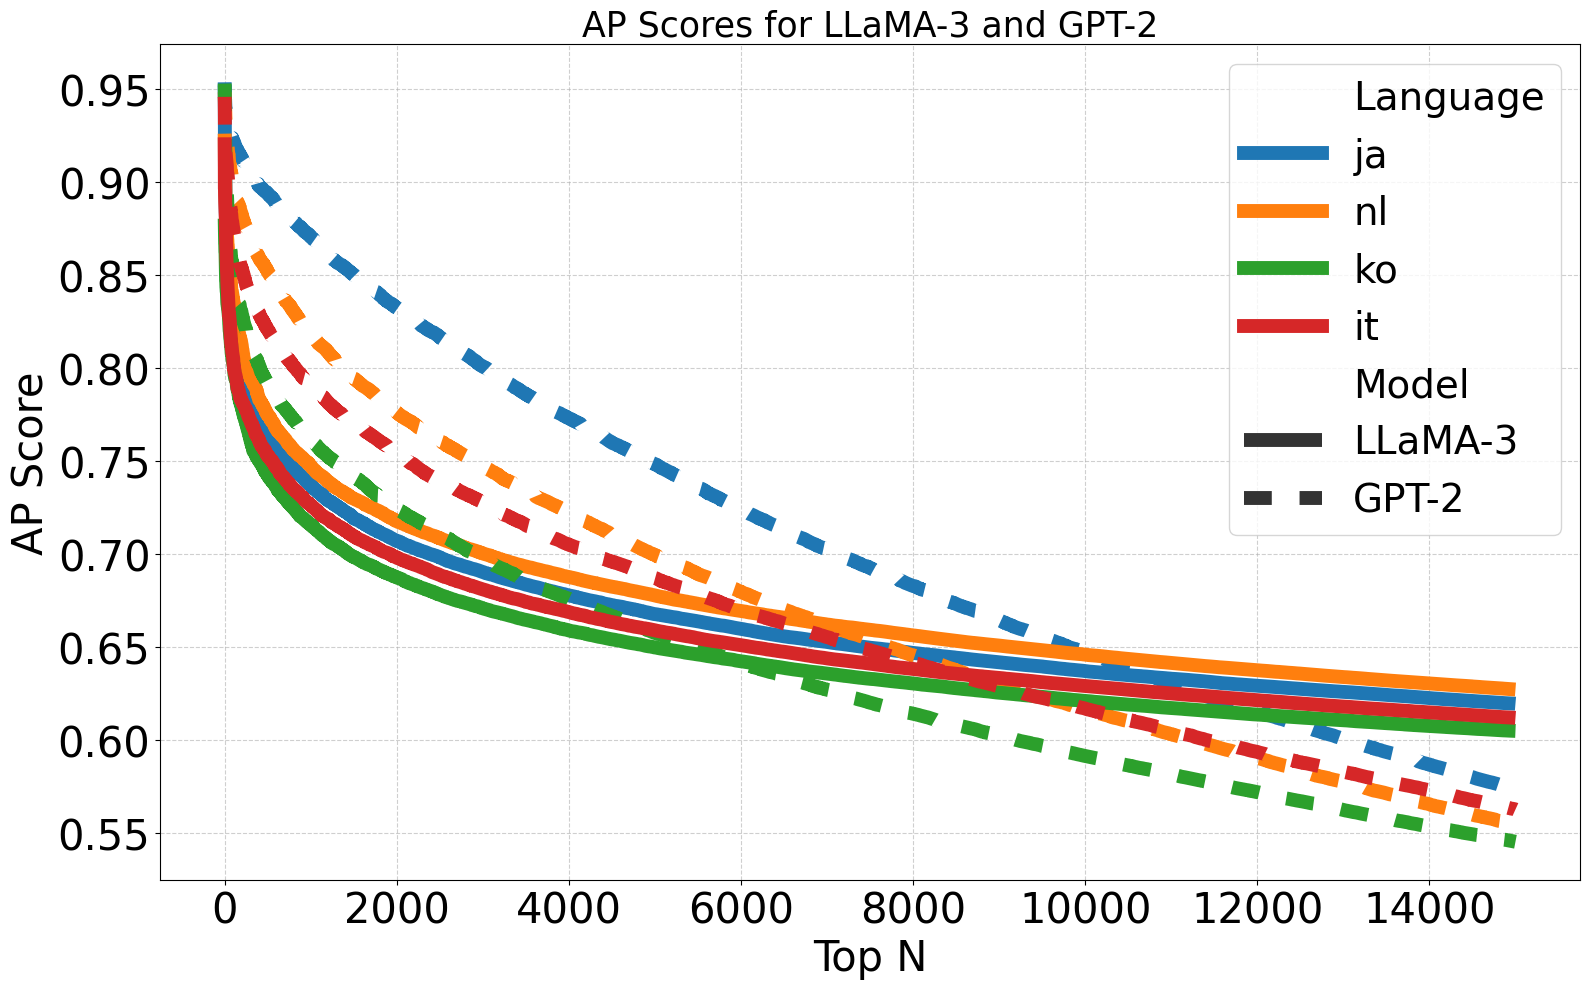 AP Scores for LLaMA-3 and GPT-2
AP Score
0.95
0.90
0.85
0.80
0.75
0.70
0.65
0.60
0.55
Language
ja
nl
ko
it
Model
LLaMA-3
GPT-2
0 2000 4000 6000 8000 10000 12000 14000
Top N